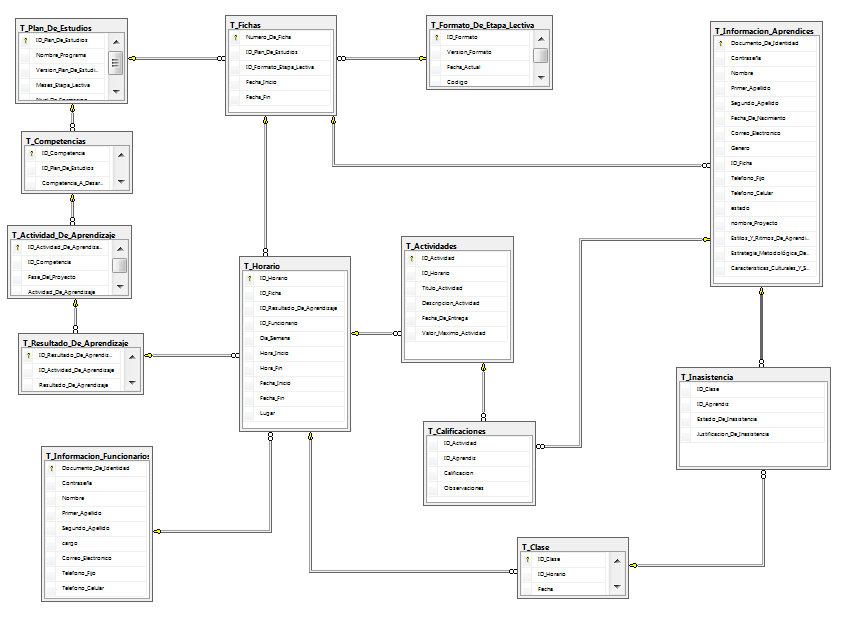 T_Plan_De_Estudios
ID_Plan_De_Estudios
Nombre_Programa
Version_Plan_De_Estudi...
Meses_Etapa_Lectiva
T_Fichas
Numero_De_Ficha
ID_Plan_De_Estudios
ID_Formato_Etapa_Lectiva
Fecha_Inicio
Fecha_Fin
T_Formato_De_Etapa_Lectiva
ID_Formato
Version_Formato
Fecha_Actual
Codigo
T_Informacion_Aprendices
Documento_De_Identidad
Contraseña
Nombre
Primer_Apellido
Segundo_Apellido
Fecha_De_Nacimiento
Correo_Electronico
Genero
ID_Ficha
Telefono_Fijo
Telefono_Celular
estado
nombre_Proyecto
Estilos_Y_Ritmos_De_Aprendi...
Estrategia_Metodologica_De...
Caracteristicas_Culturales_Y_S...
T_Competencias
ID_Competencia
ID_Plan_De_Estudios
Competencia_A_Desar...
T_Actividad_De_Aprendizaje
ID_Actividad_De_Aprendiza...
ID_Competencia
Fase_Del_Proyecto
Actividad_De_Aprendizaje
T_Horario
ID_Horario
ID_Ficha
ID_Resultado_De_Aprendizaje
ID_Funcionario
Dia_Semana
Hora_Inicio
Hora_Fin
Fecha_Inicio
Fecha_Fin
Lugar
T_Actividades
ID_Actividad
ID_Horario
Titulo_Actividad
Descripcion_Actividad
Fecha_De_Entrega
Valor_Maximo_Actividad
T_Resultado_De_Aprendizaje
ID_Resultado_De_Aprendis...
ID_Actividad_De_Aprendizaje
Resultado_De_Aprendizaje
T_Inasistencia
ID_Clase
ID_Aprendiz
Estado_De_Inasistencia
Justificacion_De_Inasistencia
T_Calificaciones
ID_Actividad
ID_Aprendiz
Calificacion
Observaciones
T_Informacion_Funcionarios
Documento_De_Identidad
Contraseña
Nombre
Primer_Apellido
Segundo_Apellido
cargo
Correo_Electronico
Telefono_Fijo
Telefono_Celular
T_Clase
ID_Clase
ID_Horario
Fecha